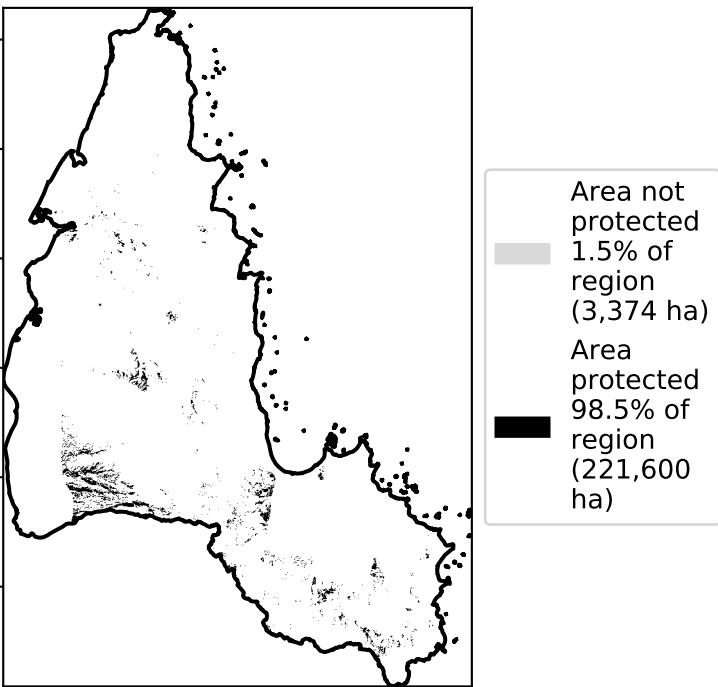 Area not
protected
1.5% of
region
(3,374 ha)
Area
protected
98.5% of
region
(221,600
ha)